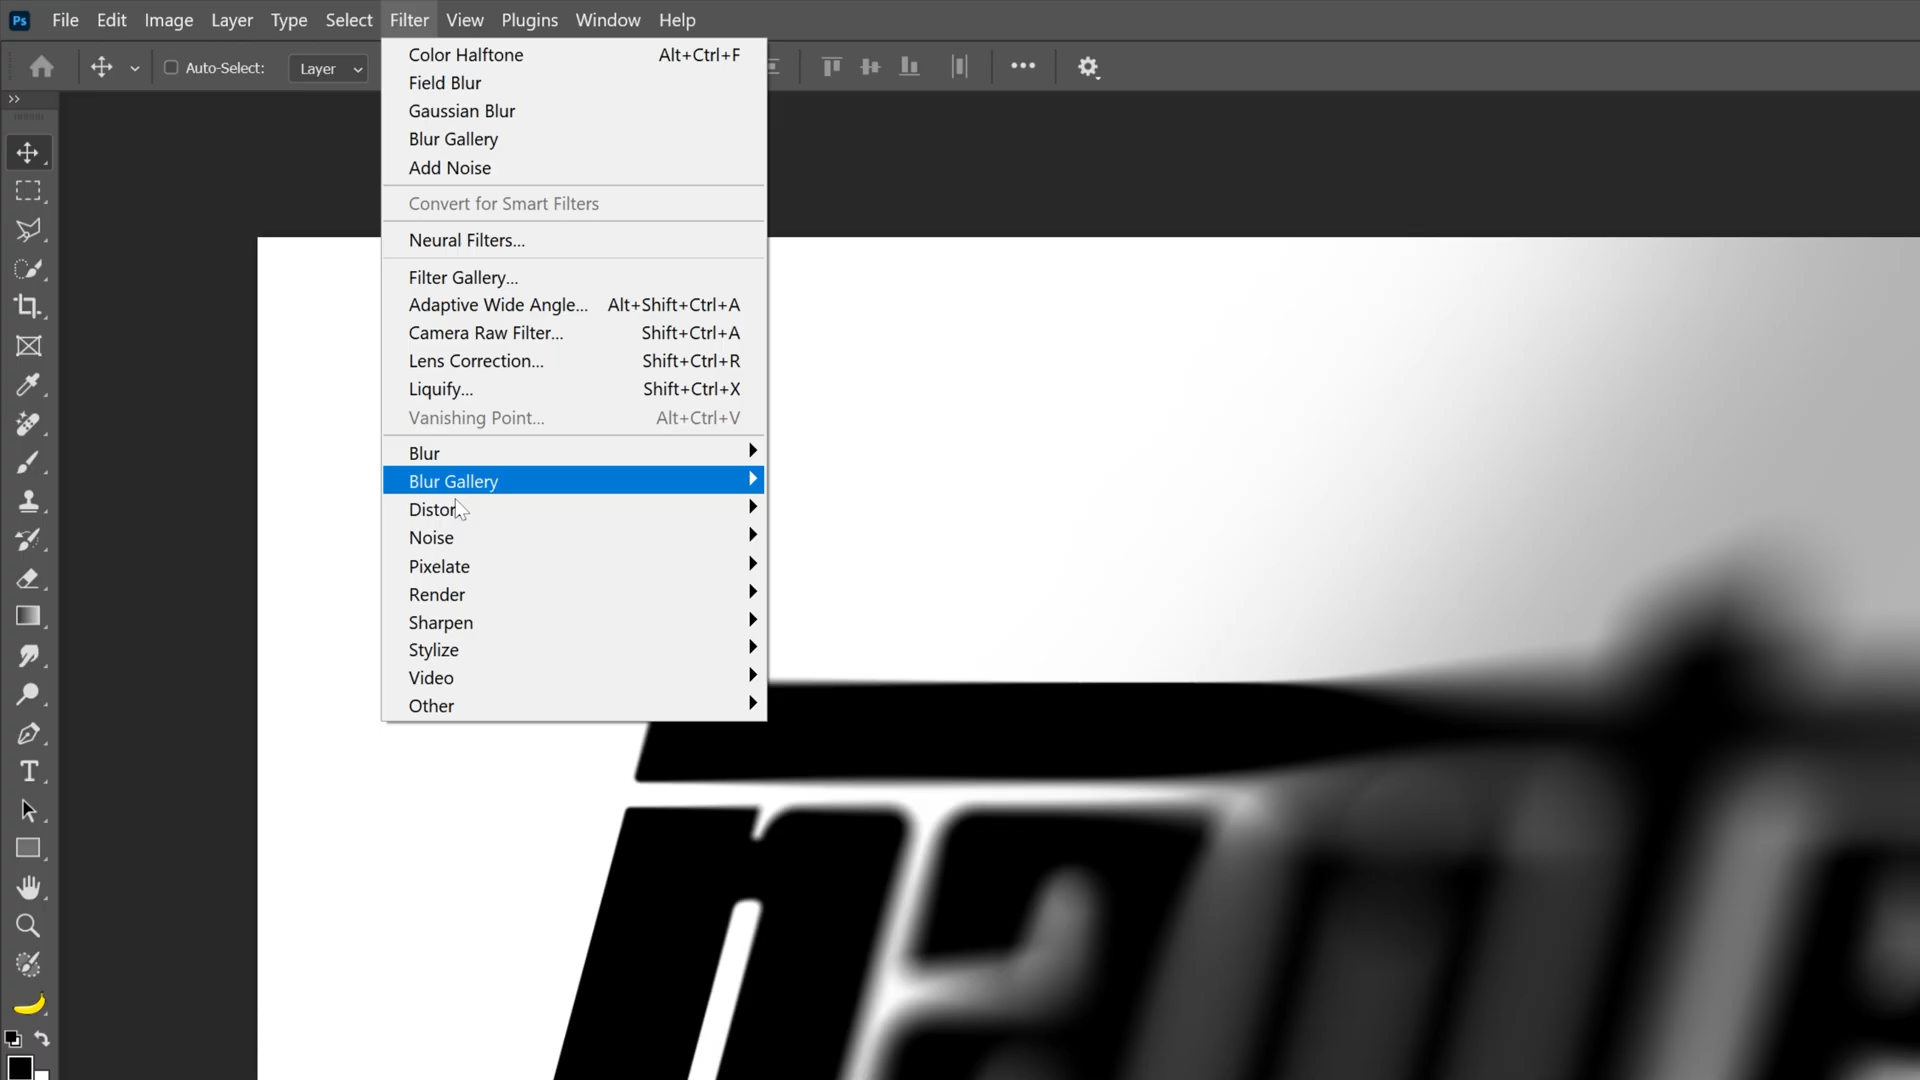 Ps File Edit Image Layer Type Select Filter View Plugins Window Help
Auto-Select: Layer
Color Halftone Alt+Ctrl+F
Field Blur
Gaussian Blur
Blur Gallery
Add Noise
Convert for Smart Filters
Neural Filters...
Filter Gallery...
Adaptive Wide Angle... Alt+Shift+Ctrl+A
Camera Raw Filter... Shift+Ctrl+A
Lens Correction... Shift+Ctrl+R
Liquify... Shift+Ctrl+X
Vanishing Point... Alt+Ctrl+V
Blur
Blur Gallery
Distort
Noise
Pixelate
Render
Sharpen
Stylize
Video
Other